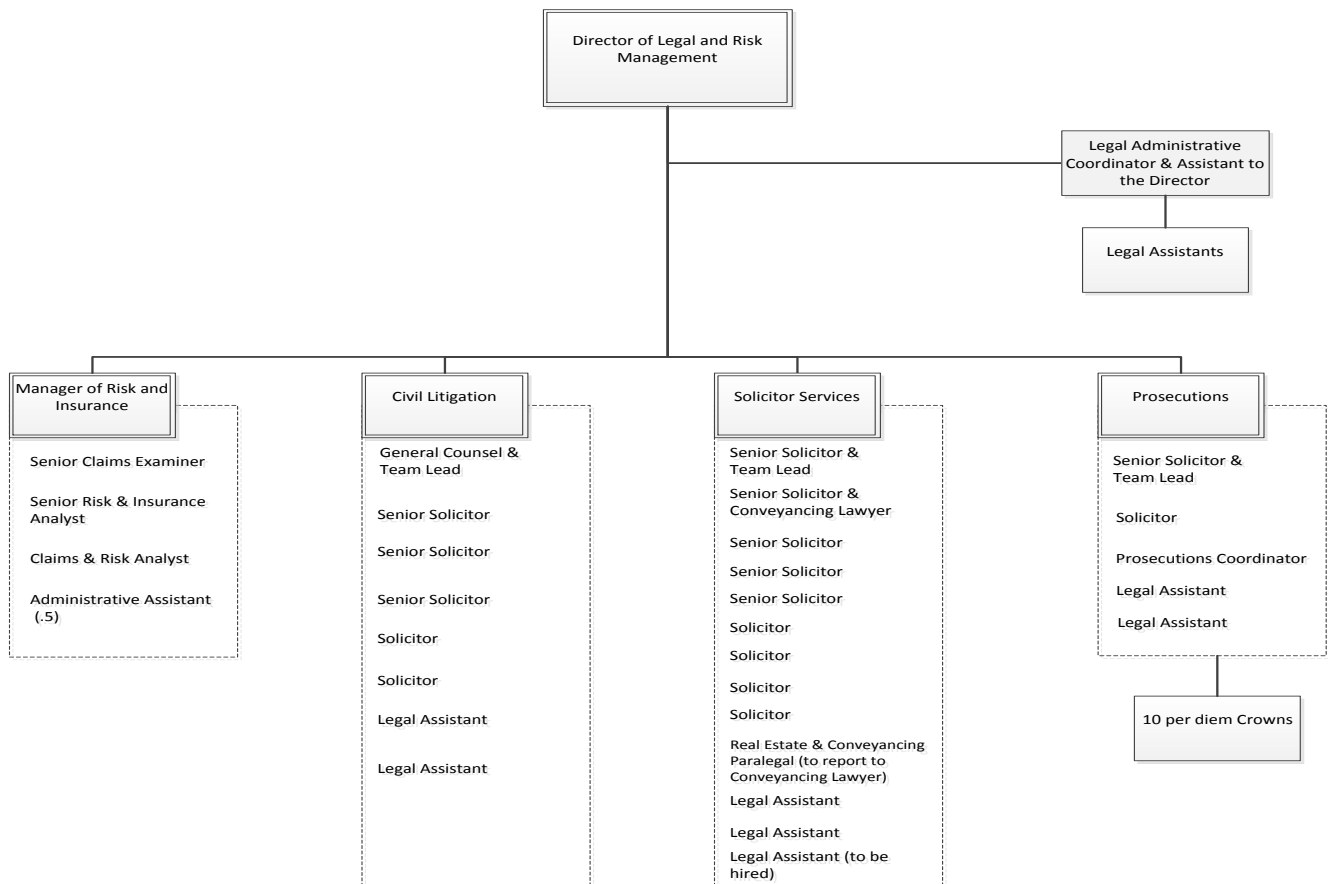 Director of Legal and Risk
Management
Legal Administrative
Coordinator & Assistant to
the Director
Legal Assistants
Manager of Risk and
Insurance
Senior Claims Examiner
Senior Risk & Insurance
Analyst
Claims & Risk Analyst
Administrative Assistant
(.5)
Civil Litigation
General Counsel &
Team Lead
Senior Solicitor
Senior Solicitor
Senior Solicitor
Solicitor
Solicitor
Legal Assistant
Legal Assistant
Solicitor Services
Senior Solicitor &
Team Lead
Senior Solicitor &
Conveyancing Lawyer
Senior Solicitor
Senior Solicitor
Senior Solicitor
Solicitor
Solicitor
Solicitor
Solicitor
Real Estate & Conveyancing
Paralegal (to report to
Conveyancing Lawyer)
Legal Assistant
Legal Assistant
Legal Assistant (to be
hired)
Prosecutions
Senior Solicitor &
Team Lead
Solicitor
Prosecutions Coordinator
Legal Assistant
Legal Assistant
10 per diem Crowns